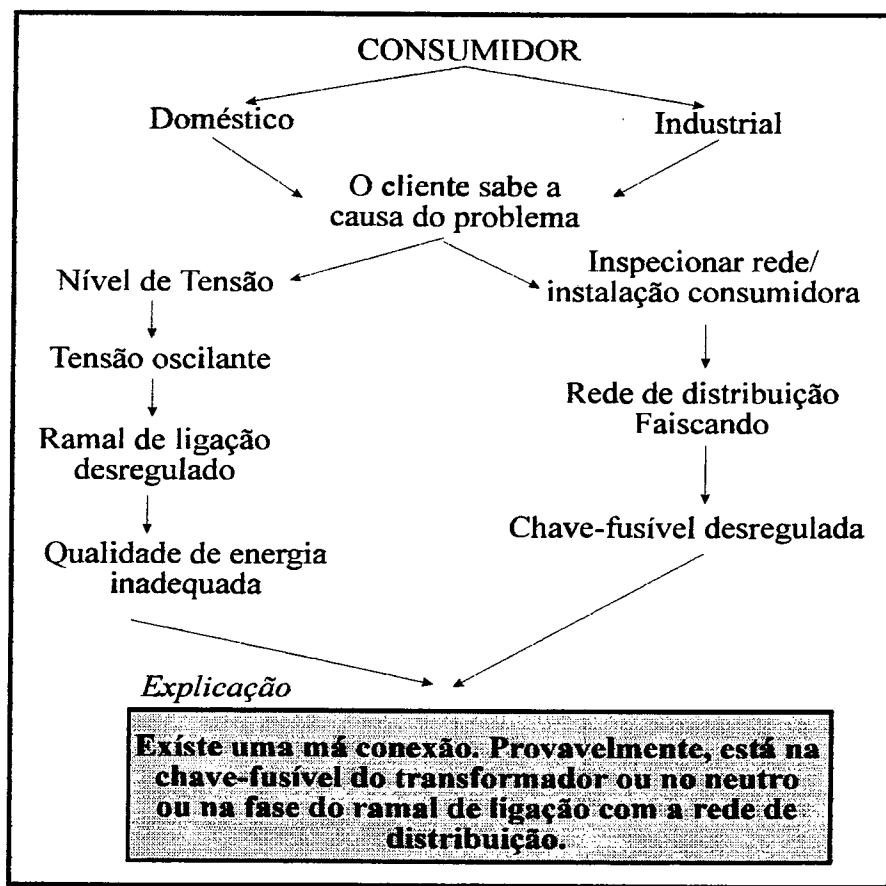 CONSUMIDOR
Doméstico
Industrial
O cliente sabe a
causa do problema
Nível de Tensão
Tensão oscilante
Ramal de ligação
desregulado
Qualidade de energia
inadequada
Inspecionar rede/
instalação consumidora
Rede de distribuição
Faiscando
Chave-fusível desregulada
Explicação
Existe uma má conexão. Provavelmente, está na
chave-fusível do transformador ou no neutro
ou na fase do ramal de ligação com a rede de
distribuição.